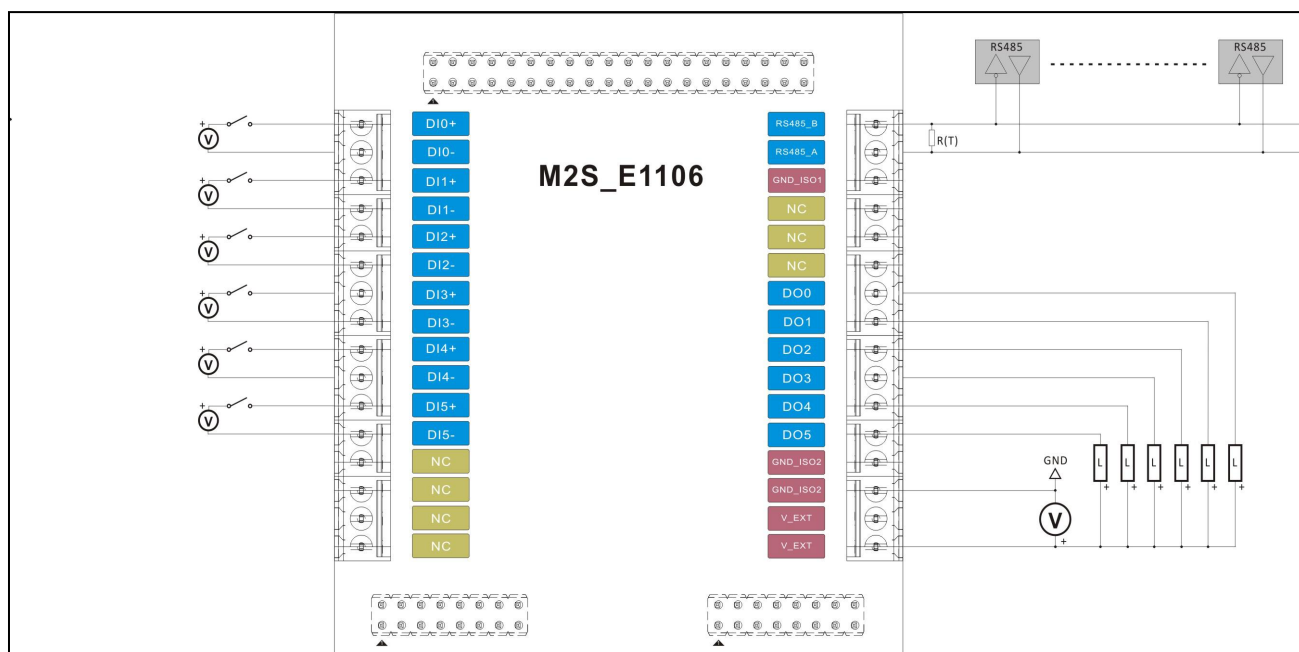 RS485 RS485
DI0+ RS485_B
+
V
R(T)
DI0- RS485_A
M2S_E1106
DI1+ GND_ISO1
+
V
DI1- NC
DI2+ NC
+
V
DI2- NC
DI3+ DO0
+
V
DI3- DO1
DI4+ DO2
+
V
DI4- DO3
DI5+ DO4
+
V
DI5- DO5
NC GND_ISO2 GND L L L L L L
+ + + + + +
NC GND_ISO2
NC V_EXT V
+
NC V_EXT